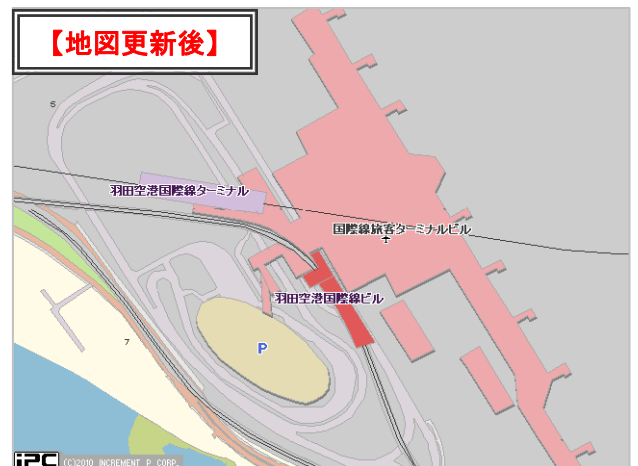 【地図更新後】
5
羽田空港国際線ターミナル
国際線旅客ターミナルビル
羽田空港国際線ビル
7
P
iPC (C)2010 INCREMENT P CORP.